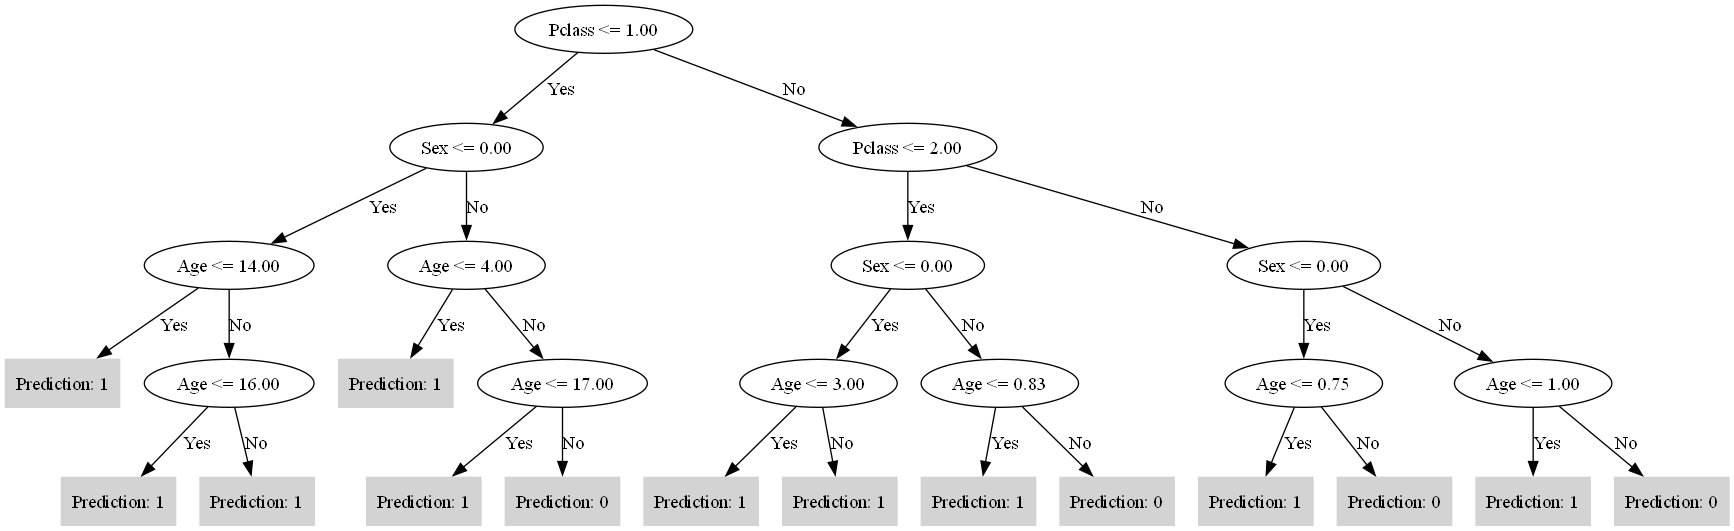 Pclass <= 1.00
Yes
No
Sex <= 0.00
Pclass <= 2.00
Yes
No
Yes
No
Age <= 14.00
Age <= 4.00
Sex <= 0.00
Sex <= 0.00
Yes
No
Yes
No
Yes
No
Yes
No
Prediction: 1
Age <= 16.00
Prediction: 1
Age <= 17.00
Age <= 3.00
Age <= 0.83
Age <= 0.75
Age <= 1.00
Yes
No
Yes
No
Yes
No
Yes
No
Yes
No
Yes
No
Prediction: 1
Prediction: 1
Prediction: 1
Prediction: 0
Prediction: 1
Prediction: 1
Prediction: 1
Prediction: 0
Prediction: 1
Prediction: 0
Prediction: 1
Prediction: 0